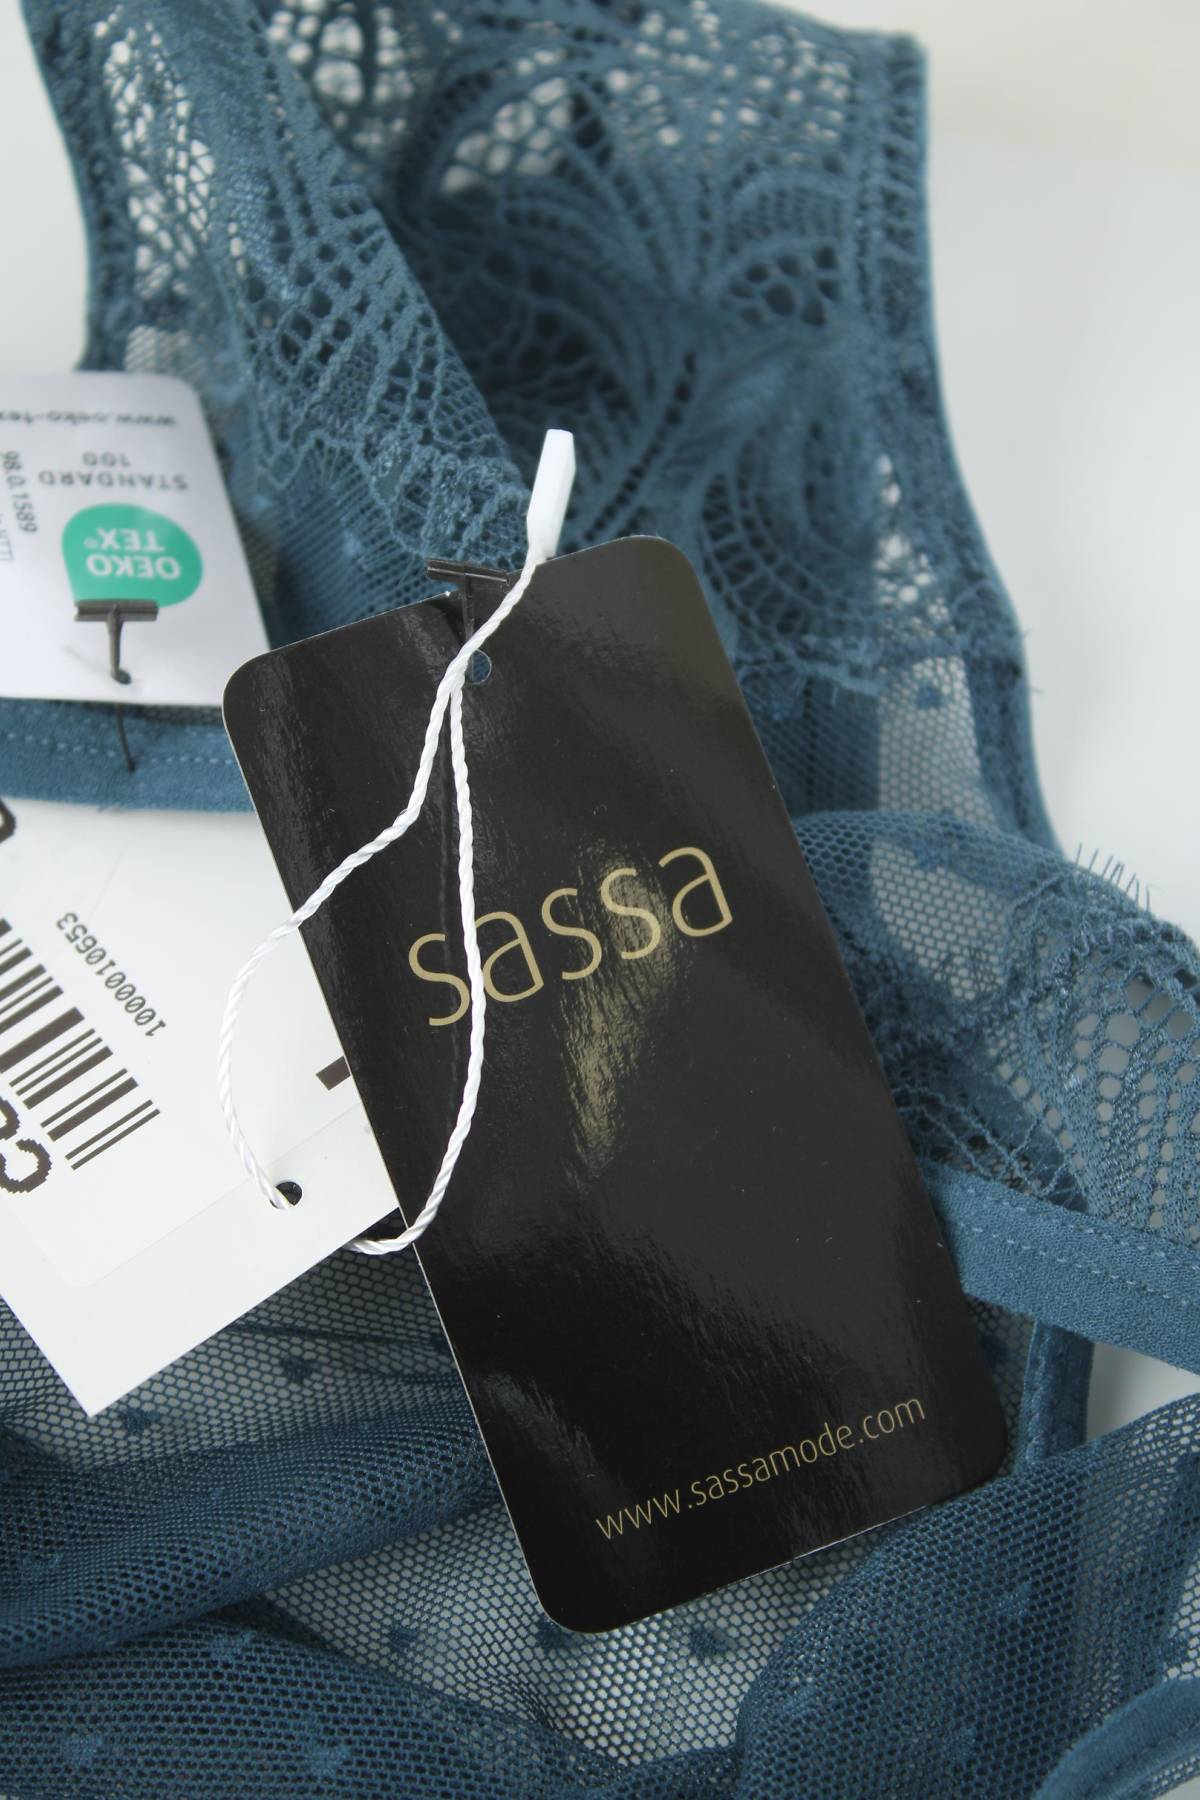 OEKO
TEX®
STANDARD
100
98.0.1589
sassa
www.sassamode.com
1000010653